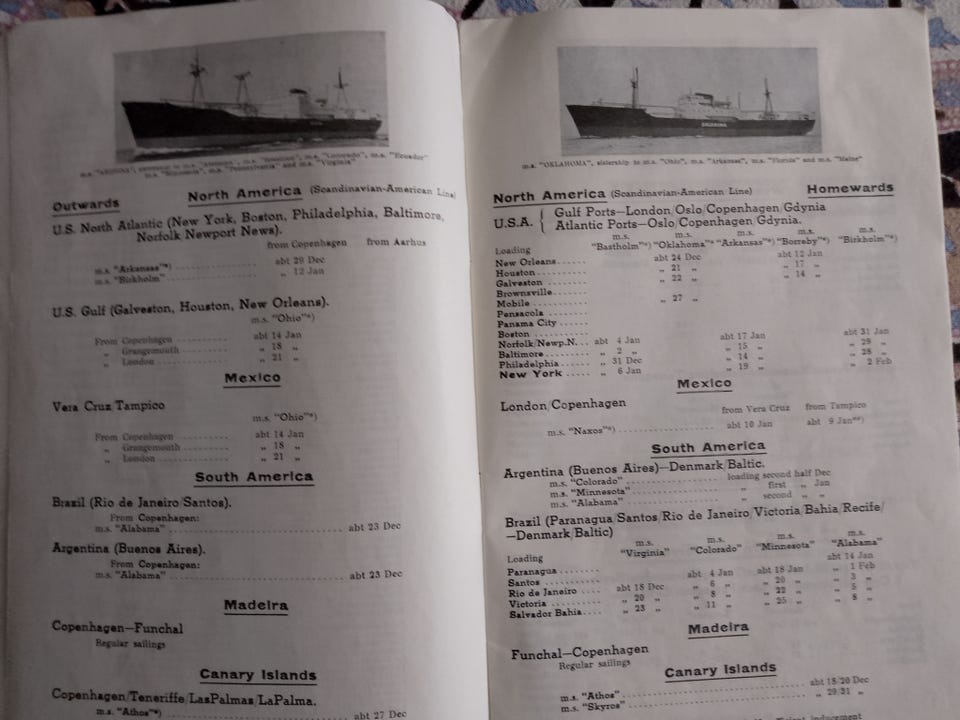 "Ecuador"
"Pennsylvania" and m.s. "Virginia"
Outwards North America (Scandinavian-American Line)
U.S. North Atlantic (New York, Boston, Philadelphia, Baltimore,
Norfolk Newport News).
from Copenhagen from Aarhus
m.s. "Arkansas"*) abt 29 Dec
m.s. "Birkholm" „ 12 Jan
U.S. Gulf (Galveston, Houston, New Orleans).
m.s. "Ohio"*)
From Copenhagen abt 14 Jan
„ Grangemouth „ 18 „
„ London „ 21 „
Mexico
Vera Cruz/Tampico
m.s. "Ohio"*)
From Copenhagen abt 14 Jan
„ Grangemouth „ 18 „
„ London „ 21 „
South America
Brazil (Rio de Janeiro/Santos).
From Copenhagen:
m.s. "Alabama" abt 23 Dec
Argentina (Buenos Aires).
From Copenhagen:
m.s. "Alabama" abt 23 Dec
Madeira
Copenhagen—Funchal
Regular sailings
Canary Islands
Copenhagen/Teneriffe/LasPalmas/LaPalma.
m.s. "Athos"*) abt 27 Dec
m.s. "OKLAHOMA", sistership to m.s. "Ohio", m.s. "Arkansas", m.s. "Florida" and m.s. "Maine"
North America (Scandinavian-American Line) Homewards
U.S.A. { Gulf Ports—London/Oslo/Copenhagen/Gdynia
Atlantic Ports—Oslo/Copenhagen/Gdynia.
m.s. m.s. m.s. m.s. m.s.
Loading "Bastholm"*) "Oklahoma"* "Arkansas"*) "Borreby"*) "Birkholm"*)
New Orleans abt 24 Dec abt 12 Jan
Houston „ 21 „ „ 17 „
Galveston „ 22 „ „ 14 „
Brownsville
Mobile „ 27 „
Pensacola
Panama City
Boston
Norfolk/Newp.N. abt 4 Jan abt 17 Jan abt 31 Jan
Baltimore „ 2 „ „ 15 „ „ 29 „
Philadelphia „ 31 Dec „ 14 „ „ 28 „
New York „ 6 Jan „ 19 „ „ 2 Feb
Mexico
London/Copenhagen
from Vera Cruz from Tampico
m.s. "Naxos"*) abt 10 Jan abt 9 Jan**)
South America
Argentina (Buenos Aires)—Denmark/Baltic.
m.s. "Colorado" loading second half Dec
m.s. "Minnesota" „ first „ Jan
m.s. "Alabama" „ second „ „
Brazil (Paranagua/Santos/Rio de Janeiro/Victoria/Bahia/Recife/
—Denmark/Baltic)
m.s. m.s. m.s. m.s.
Loading "Virginia" "Colorado" "Minnesota" "Alabama"
Paranagua abt 14 Jan
Santos abt 4 Jan abt 18 Jan „ 1 Feb
Rio de Janeiro abt 18 Dec „ 6 „ „ 20 „ „ 3 „
Victoria „ 20 „ „ 8 „ „ 22 „ „ 5 „
Salvador Bahia „ 23 „ „ 11 „ „ 25 „ „ 8 „
Madeira
Funchal—Copenhagen
Regular sailings
Canary Islands
m.s. "Athos" abt 18/20 Dec
m.s. "Skyros" „ 29/31 „
inducement